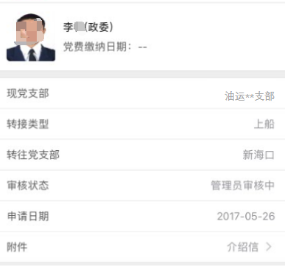 李 (政委)
党费缴纳日期： --
现党支部 油运**支部
转接类型 上船
转往党支部 新海口
审核状态 管理员审核中
申请日期 2017-05-26
附件 介绍信 >